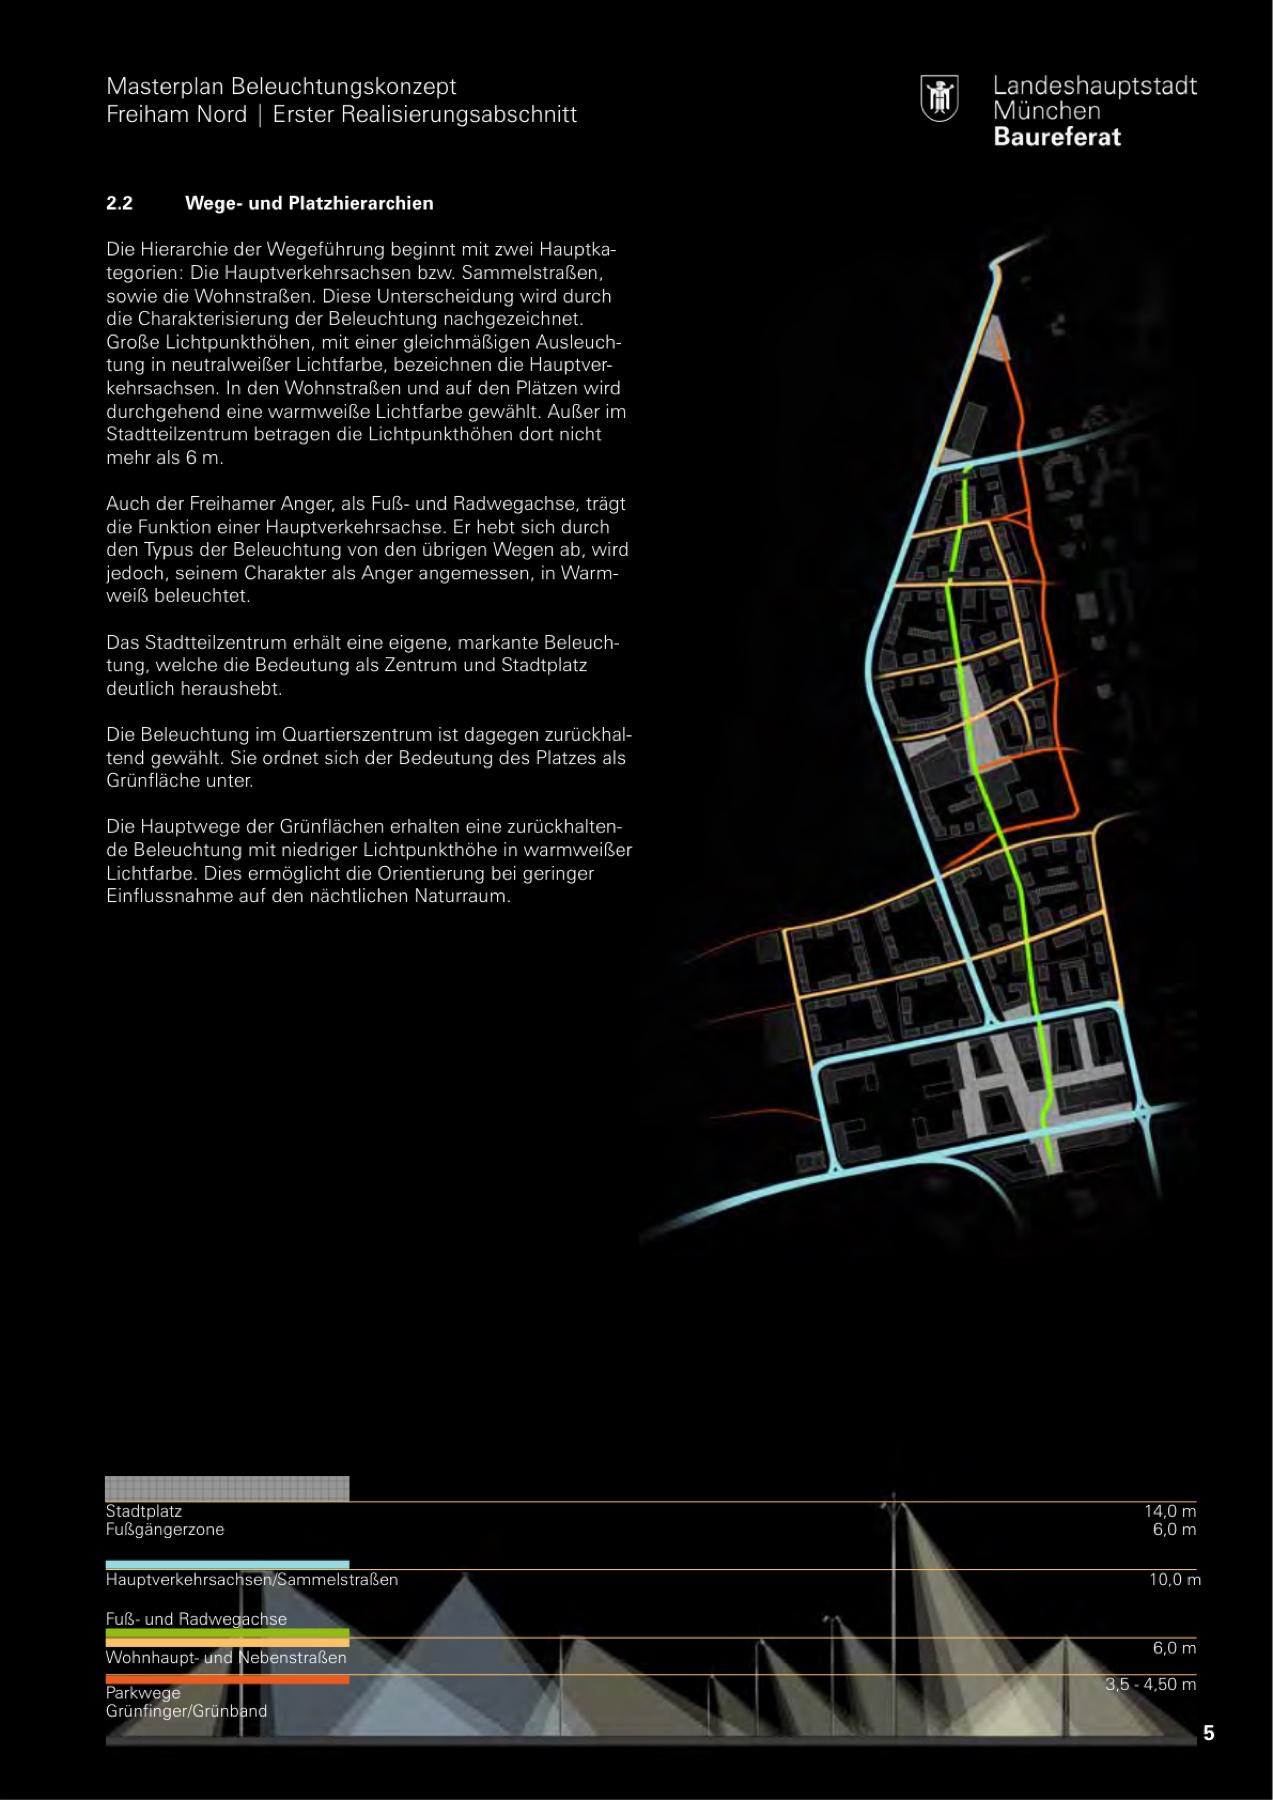 Masterplan Beleuchtungskonzept
Freiham Nord | Erster Realisierungsabschnitt
Landeshauptstadt
München
Baureferat
2.2 Wege- und Platzhierarchien
Die Hierarchie der Wegeführung beginnt mit zwei Hauptka-
tegorien: Die Hauptverkehrsachsen bzw. Sammelstraßen,
sowie die Wohnstraßen. Diese Unterscheidung wird durch
die Charakterisierung der Beleuchtung nachgezeichnet.
Große Lichtpunkthöhen, mit einer gleichmäßigen Ausleuch-
tung in neutralweißer Lichtfarbe, bezeichnen die Hauptver-
kehrsachsen. In den Wohnstraßen und auf den Plätzen wird
durchgehend eine warmweiße Lichtfarbe gewählt. Außer im
Stadtteilzentrum betragen die Lichtpunkthöhen dort nicht
mehr als 6 m.
Auch der Freihamer Anger, als Fuß- und Radwegachse, trägt
die Funktion einer Hauptverkehrsachse. Er hebt sich durch
den Typus der Beleuchtung von den übrigen Wegen ab, wird
jedoch, seinem Charakter als Anger angemessen, in Warm-
weiß beleuchtet.
Das Stadtteilzentrum erhält eine eigene, markante Beleuch-
tung, welche die Bedeutung als Zentrum und Stadtplatz
deutlich heraushebt.
Die Beleuchtung im Quartierszentrum ist dagegen zurückhal-
tend gewählt. Sie ordnet sich der Bedeutung des Platzes als
Grünfläche unter.
Die Hauptwege der Grünflächen erhalten eine zurückhalten-
de Beleuchtung mit niedriger Lichtpunkthöhe in warmweißer
Lichtfarbe. Dies ermöglicht die Orientierung bei geringer
Einflussnahme auf den nächtlichen Naturraum.
Stadtplatz 14,0 m
Fußgängerzone 6,0 m
Hauptverkehrsachsen/Sammelstraßen 10,0 m
Fuß- und Radwegachse
Wohnhaupt- und Nebenstraßen 6,0 m
Parkwege 3,5 - 4,50 m
Grünfinger/Grünband
5